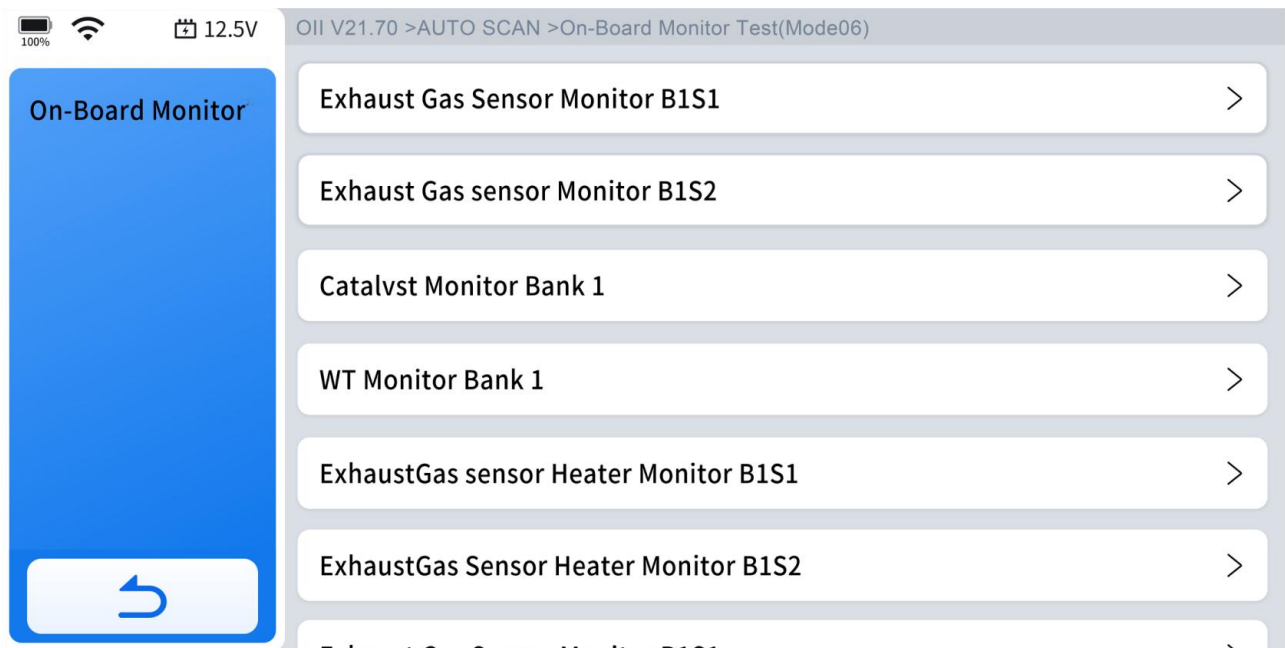 100%
12.5V
OII V21.70 >AUTO SCAN >On-Board Monitor Test(Mode06)
On-Board Monitor
Exhaust Gas Sensor Monitor B1S1
Exhaust Gas sensor Monitor B1S2
Catalvst Monitor Bank 1
WT Monitor Bank 1
ExhaustGas sensor Heater Monitor B1S1
ExhaustGas Sensor Heater Monitor B1S2